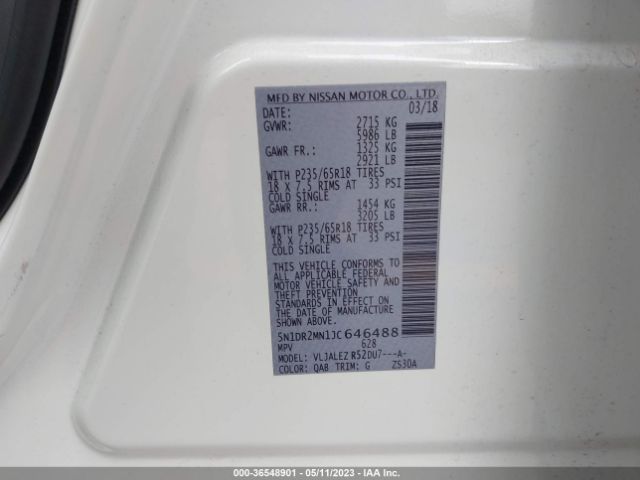 MFD BY NISSAN MOTOR CO., LTD.
DATE: 03/18
GVWR: 2715 KG
5986 LB
GAWR FR.: 1325 KG
2921 LB
WITH P235/65R18 TIRES
18 X 7.5 RIMS AT 33 PSI
COLD SINGLE
GAWR RR.: 1454 KG
3205 LB
WITH P235/65R18 TIRES
18 X 7.5 RIMS AT 33 PSI
COLD SINGLE
THIS VEHICLE CONFORMS TO
ALL APPLICABLE FEDERAL
MOTOR VEHICLE SAFETY AND
THEFT PREVENTION
STANDARDS IN EFFECT ON
THE DATE OF MANUFACTURE
SHOWN ABOVE.
5N1DR2MN1JC646488
MPV 628
MODEL: VLJALEZ R52DU7---A-
COLOR: QAB TRIM: G ZS30A
000-36548901 - 05/11/2023 - IAA Inc.